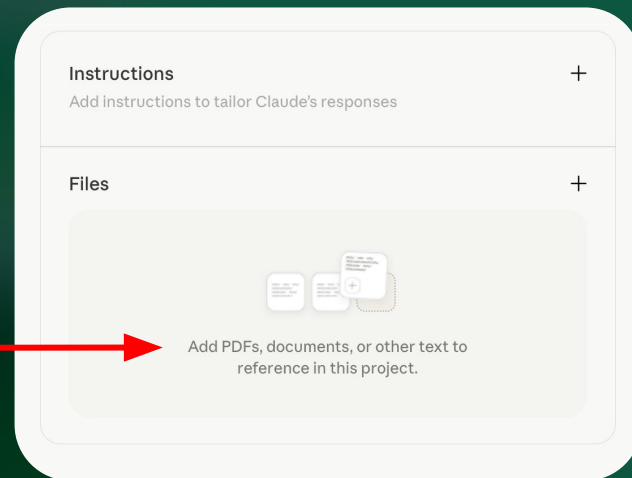 Instructions
Add instructions to tailor Claude's responses
Files
Add PDFs, documents, or other text to
reference in this project.